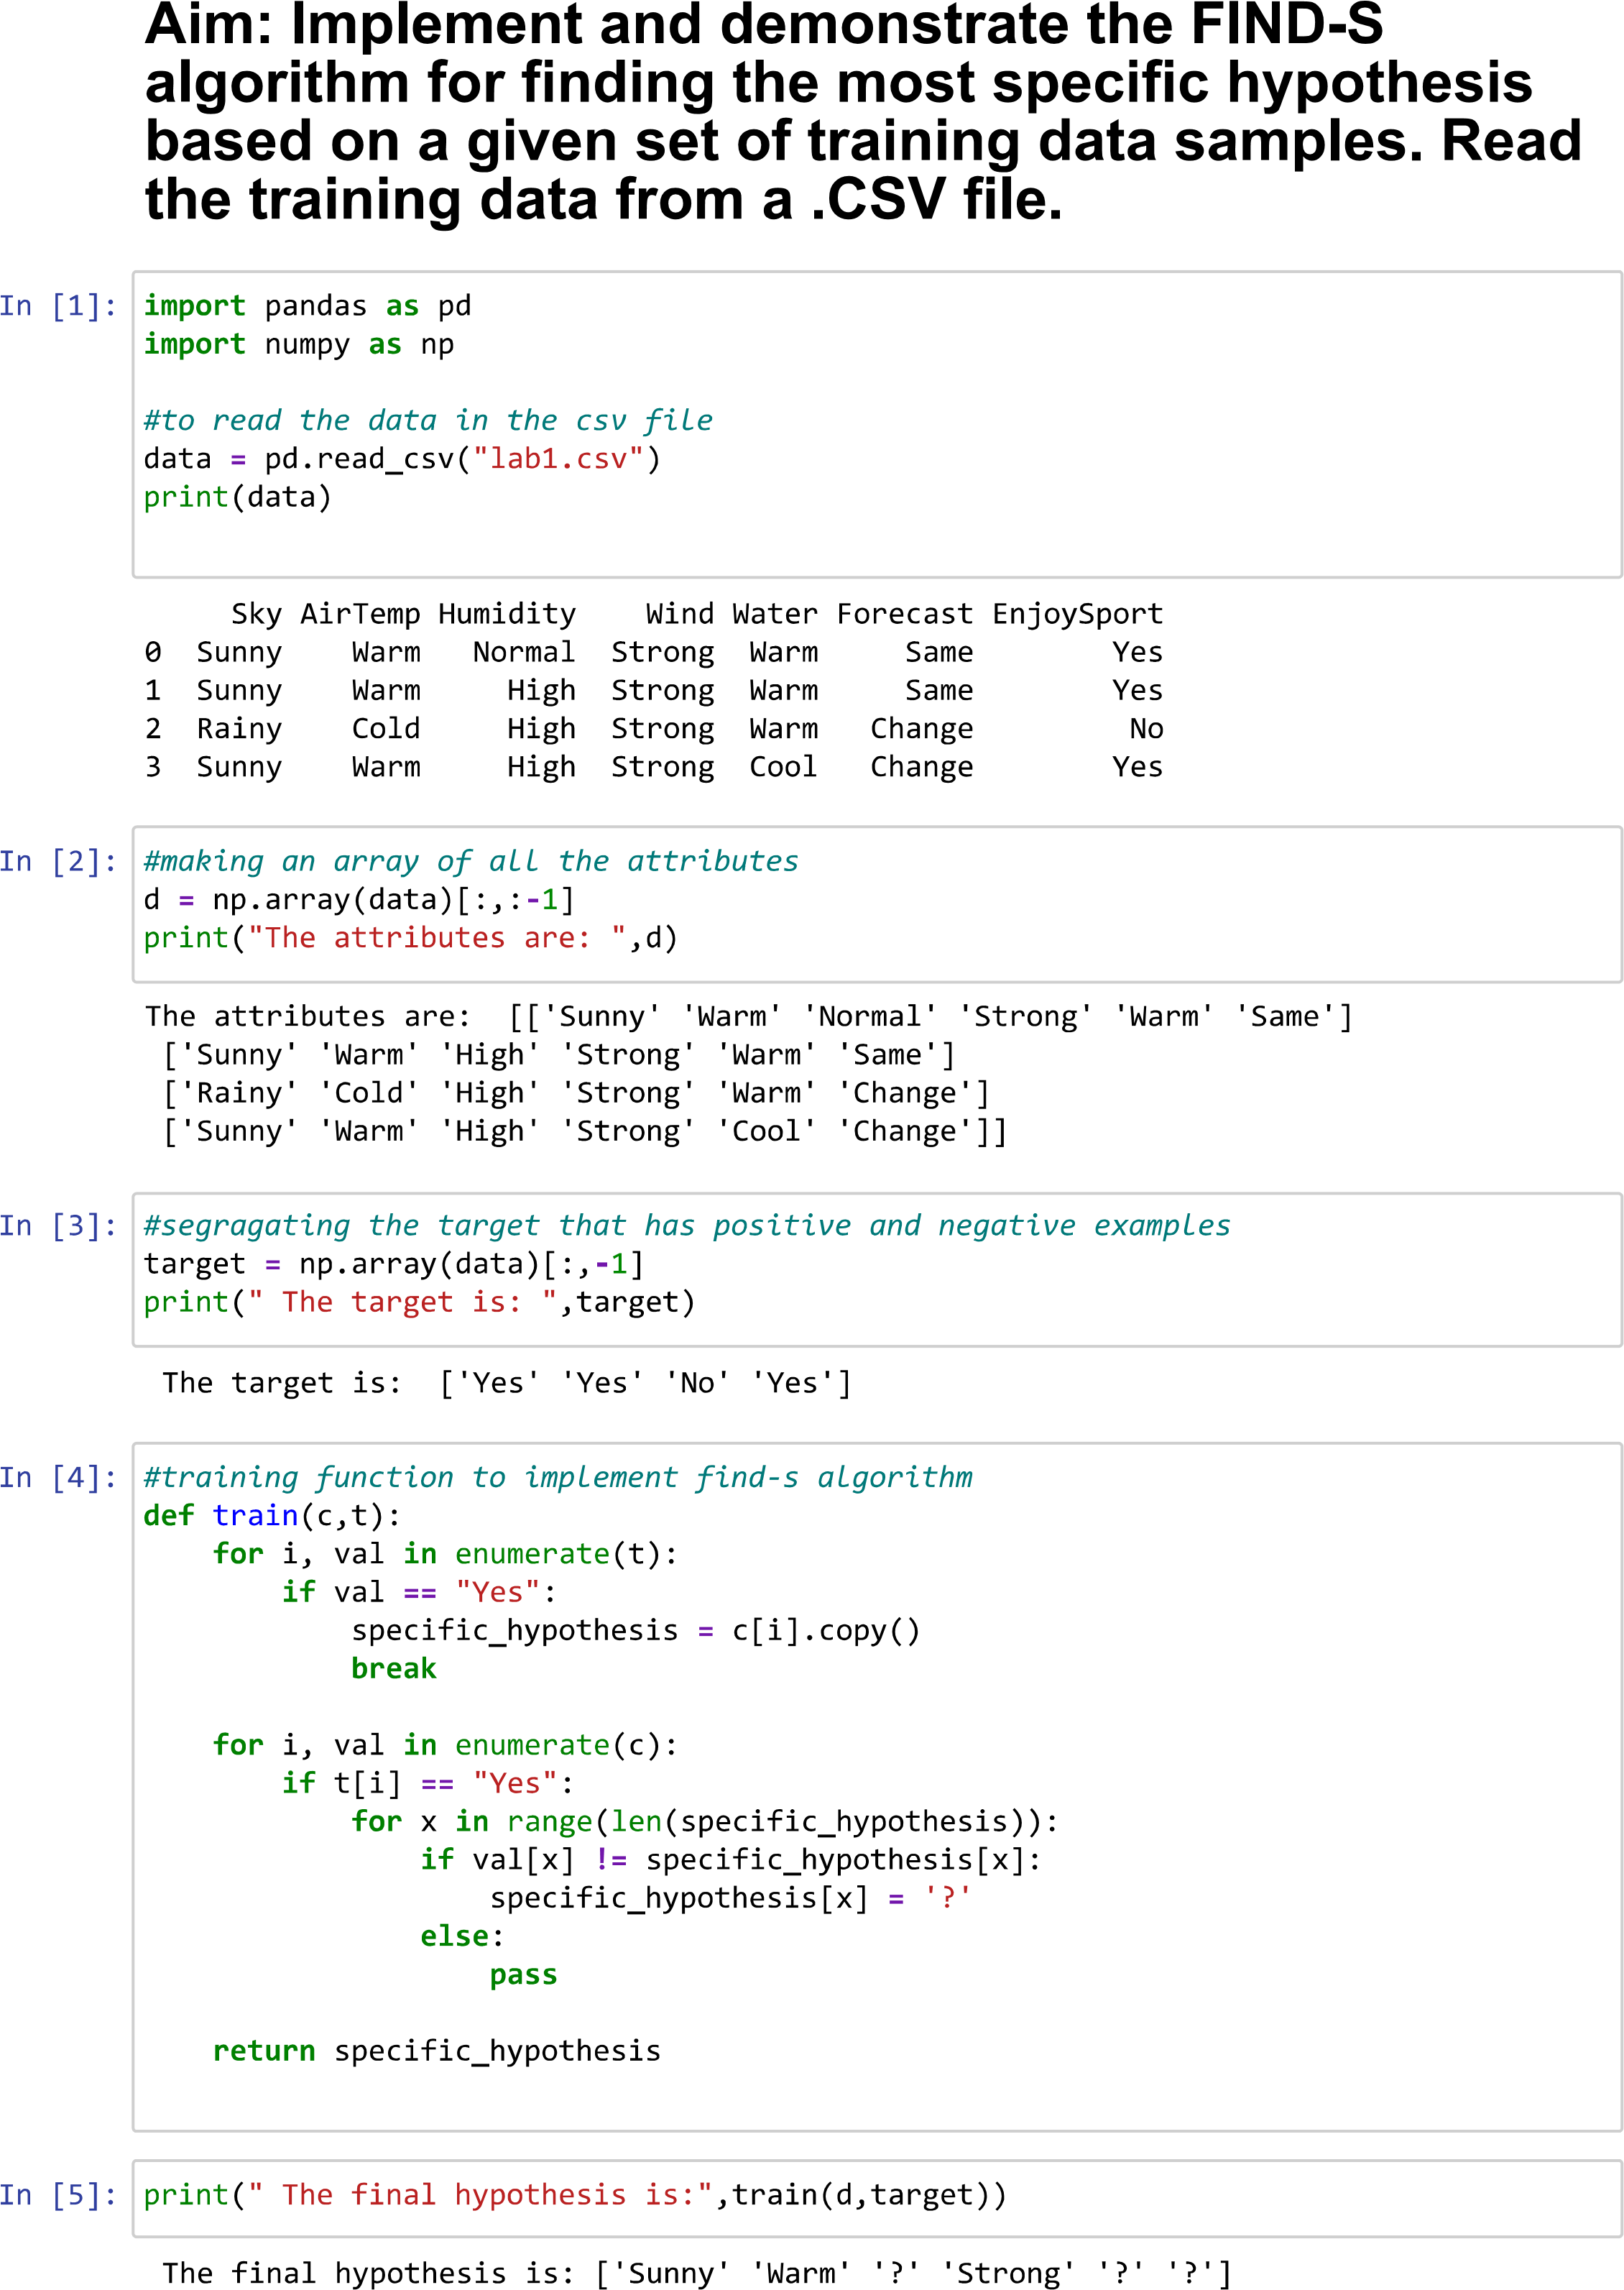 Aim: Implement and demonstrate the FIND-S
algorithm for finding the most specific hypothesis
based on a given set of training data samples. Read
the training data from a .CSV file.
In [1]: import pandas as pd
import numpy as np
#to read the data in the csv file
data = pd.read_csv("lab1.csv")
print(data)
     Sky AirTemp Humidity    Wind Water Forecast EnjoySport
0  Sunny    Warm   Normal  Strong  Warm     Same        Yes
1  Sunny    Warm     High  Strong  Warm     Same        Yes
2  Rainy    Cold     High  Strong  Warm   Change         No
3  Sunny    Warm     High  Strong  Cool   Change        Yes
In [2]: #making an array of all the attributes
d = np.array(data)[:,:-1]
print("The attributes are: ",d)
The attributes are:  [['Sunny' 'Warm' 'Normal' 'Strong' 'Warm' 'Same']
 ['Sunny' 'Warm' 'High' 'Strong' 'Warm' 'Same']
 ['Rainy' 'Cold' 'High' 'Strong' 'Warm' 'Change']
 ['Sunny' 'Warm' 'High' 'Strong' 'Cool' 'Change']]
In [3]: #segragating the target that has positive and negative examples
target = np.array(data)[:,-1]
print(" The target is: ",target)
 The target is:  ['Yes' 'Yes' 'No' 'Yes']
In [4]: #training function to implement find-s algorithm
def train(c,t):
    for i, val in enumerate(t):
        if val == "Yes":
            specific_hypothesis = c[i].copy()
            break
    for i, val in enumerate(c):
        if t[i] == "Yes":
            for x in range(len(specific_hypothesis)):
                if val[x] != specific_hypothesis[x]:
                    specific_hypothesis[x] = '?'
                else:
                    pass
    return specific_hypothesis
In [5]: print(" The final hypothesis is:",train(d,target))
 The final hypothesis is: ['Sunny' 'Warm' '?' 'Strong' '?' '?']